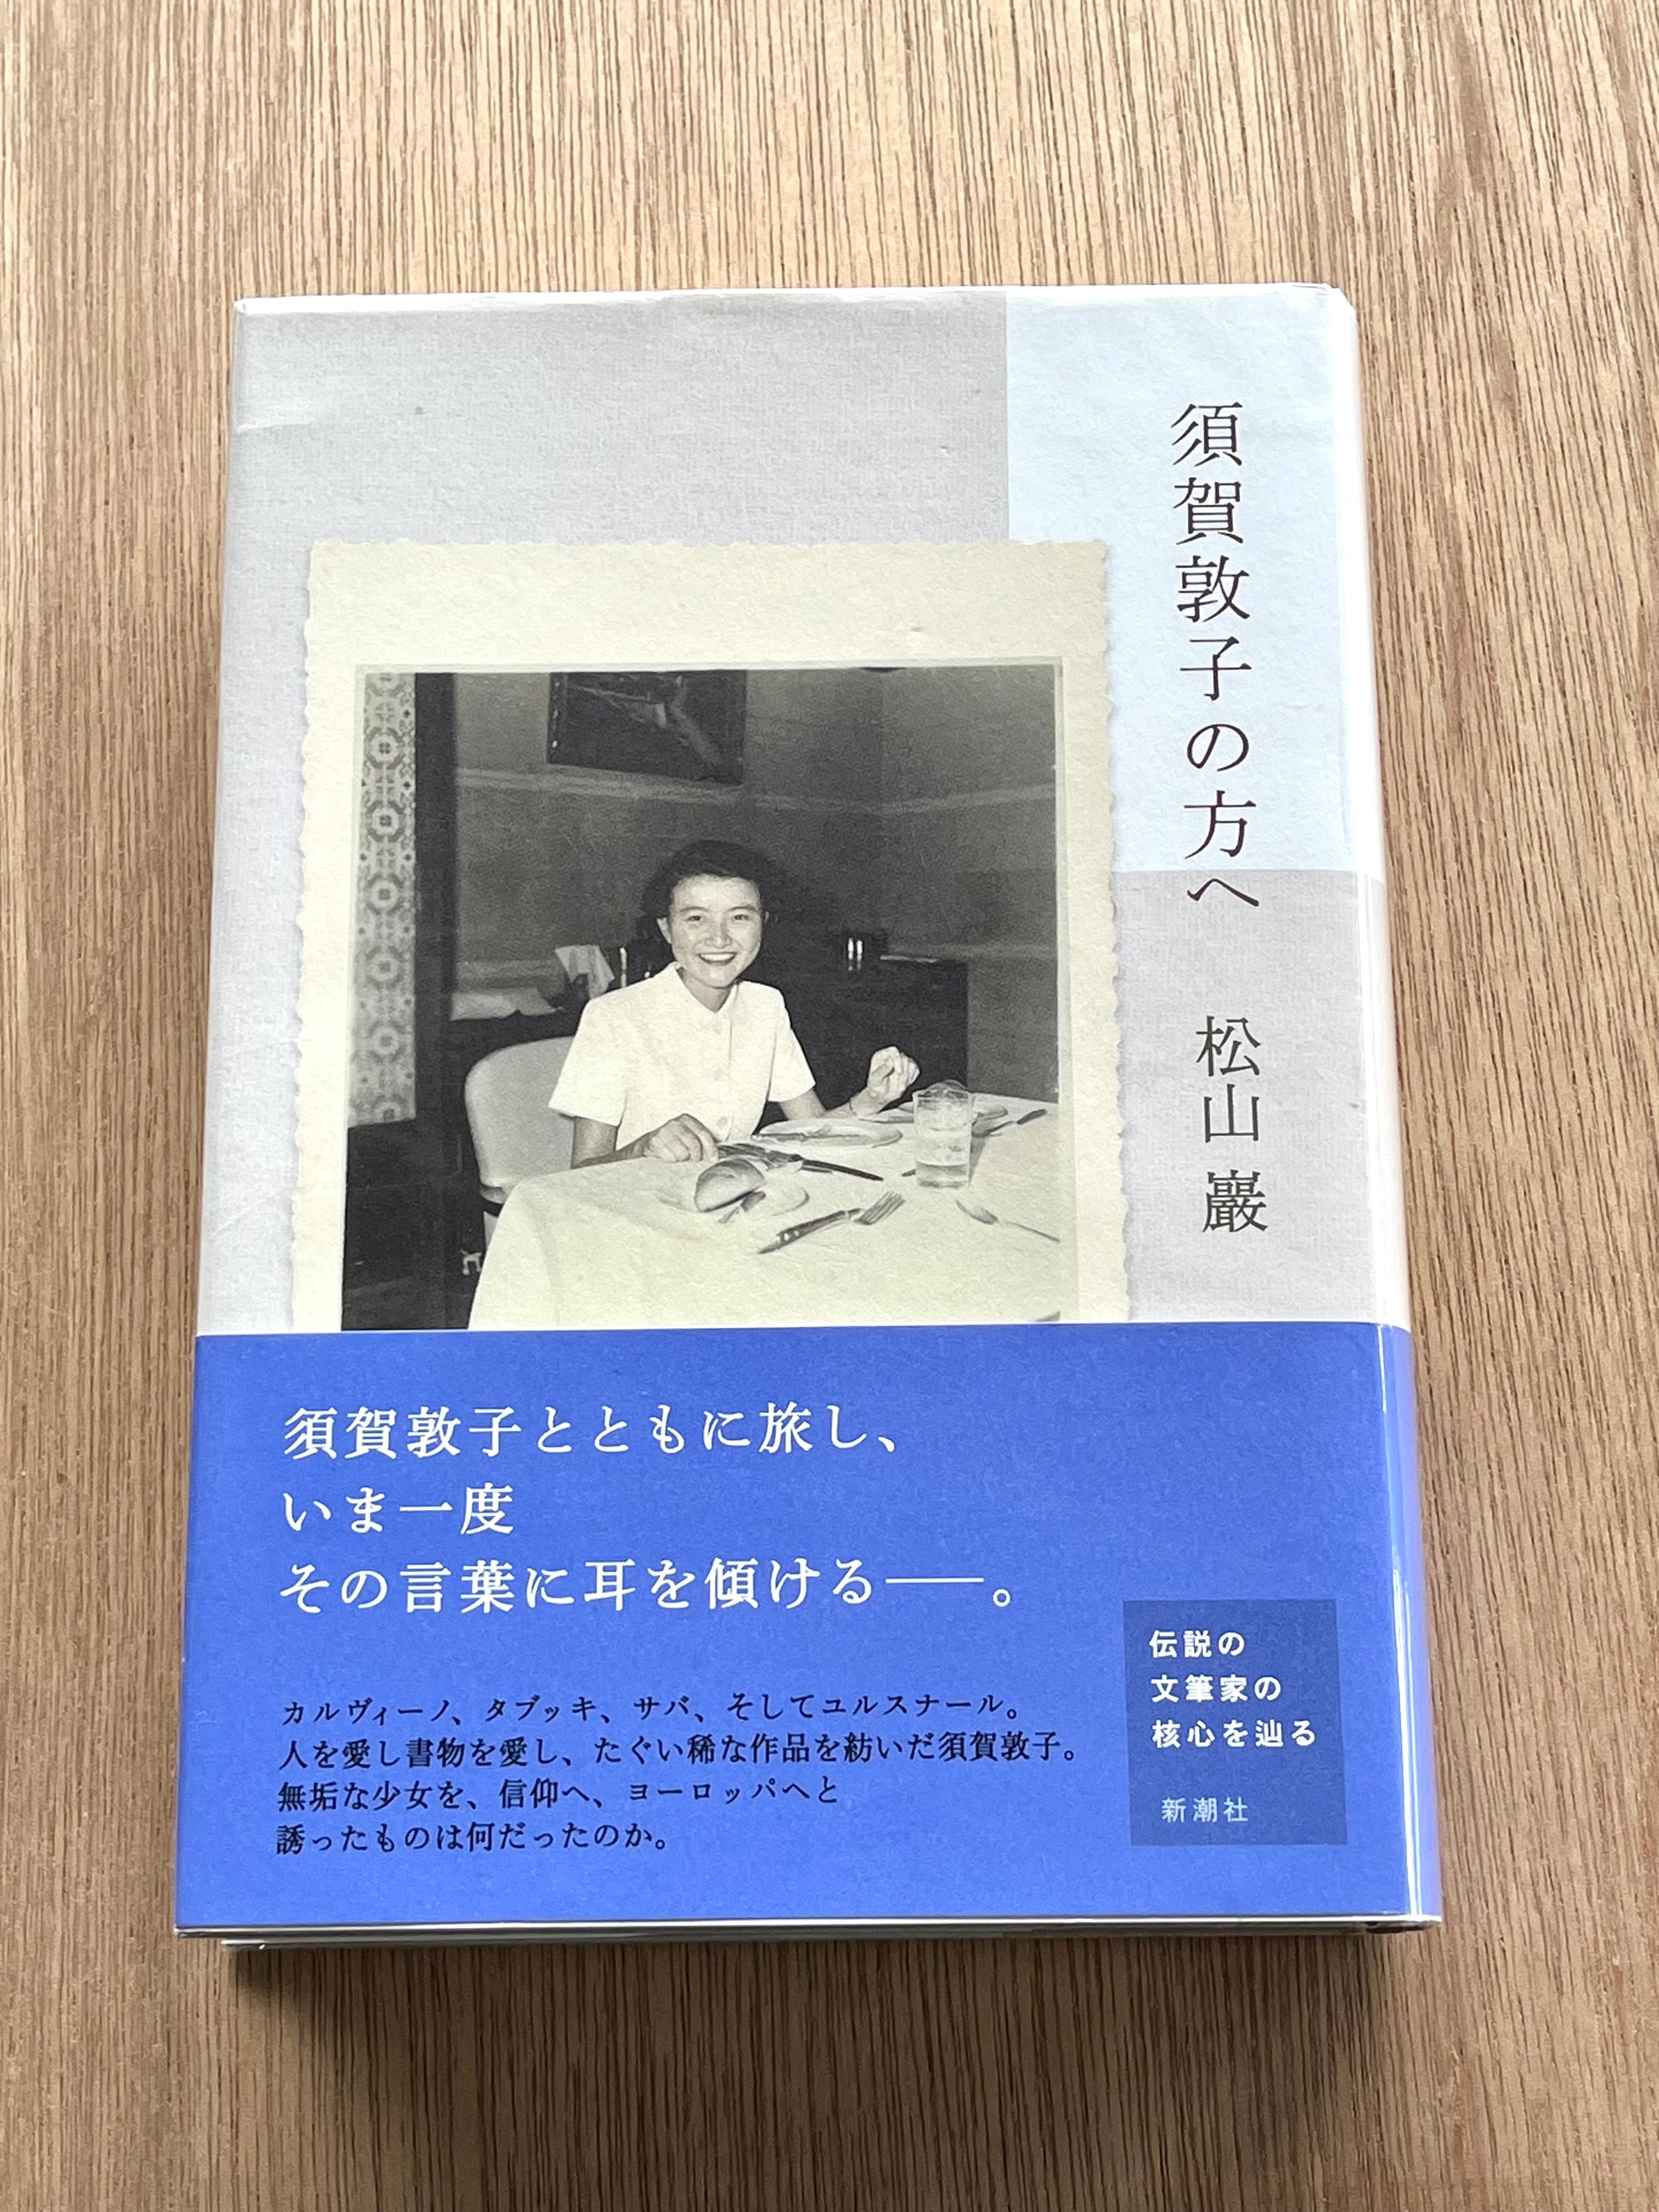 須賀敦子の方へ
松山巖
須賀敦子とともに旅し、
いま一度
その言葉に耳を傾ける──。
カルヴィーノ、タブッキ、サバ、そしてユルスナール。
人を愛し書物を愛し、たぐい稀な作品を紡いだ須賀敦子。
無垢な少女を、信仰へ、ヨーロッパへと
誘ったものは何だったのか。
伝説の
文筆家の
核心を辿る
新潮社